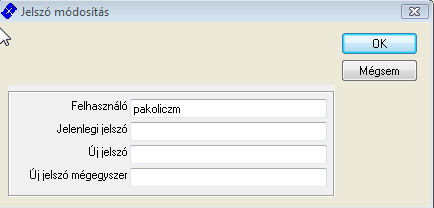 Jelszó módosítás
OK
Mégsem
Felhasználó pakoliczm
Jelenlegi jelszó
Új jelszó
Új jelszó mégegyszer